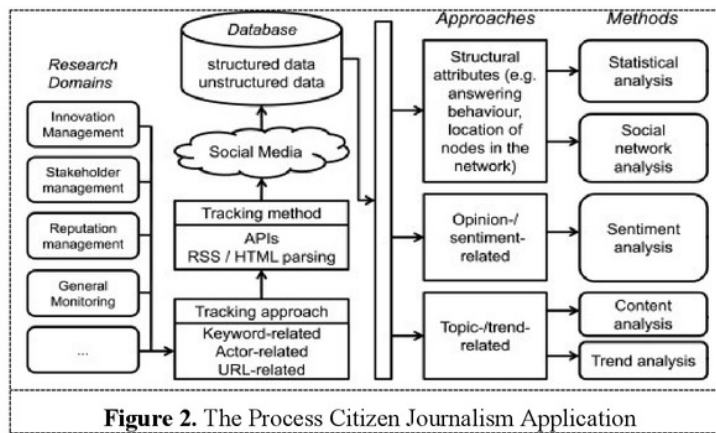 Research
Domains
Innovation
Management
Stakeholder
management
Reputation
management
General
Monitoring
...
Database
structured data
unstructured data
Social Media
Tracking method
APIs
RSS / HTML parsing
Tracking approach
Keyword-related
Actor-related
URL-related
Approaches
Structural
attributes (e.g.
answering
behaviour,
location of
nodes in the
network)
Opinion-/
sentiment-
related
Topic-/trend-
related
Methods
Statistical
analysis
Social
network
analysis
Sentiment
analysis
Content
analysis
Trend analysis
Figure 2. The Process Citizen Journalism Application